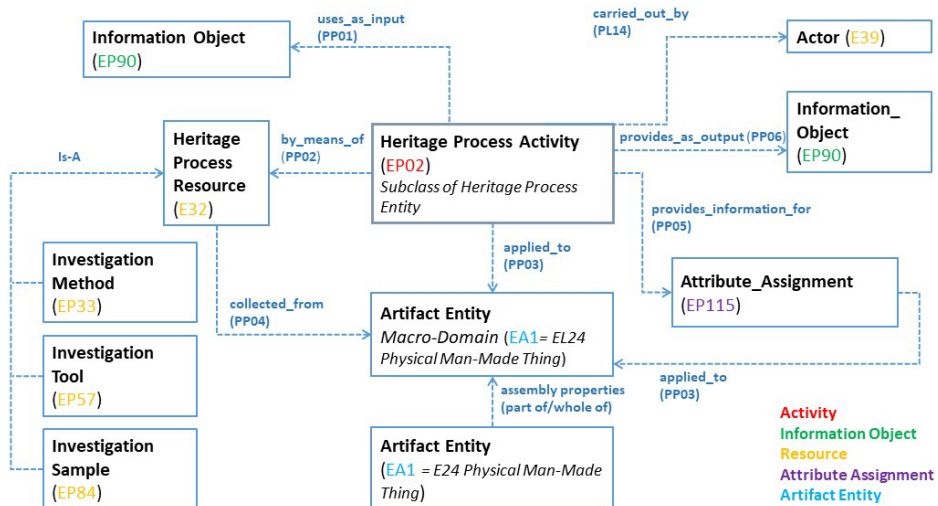 uses_as_input
(PP01)
carried_out_by
(PL14)
Information Object
(EP90)
Actor (E39)
Heritage
Process
Resource
(E32)
by_means_of
(PP02)
Heritage Process Activity
(EP02)
Subclass of Heritage Process
Entity
provides_as_output (PP06)
Information_
Object
(EP90)
Is-A
provides_information_for
(PP05)
applied_to
(PP03)
Investigation
Method
(EP33)
collected_from
(PP04)
Attribute_Assignment
(EP115)
Artifact Entity
Macro-Domain (EA1= EL24
Physical Man-Made Thing)
Investigation
Tool
(EP57)
assembly properties
(part of/whole of)
applied_to
(PP03)
Investigation
Sample
(EP84)
Artifact Entity
(EA1 = E24 Physical Man-Made
Thing)
Activity
Information Object
Resource
Attribute Assignment
Artifact Entity